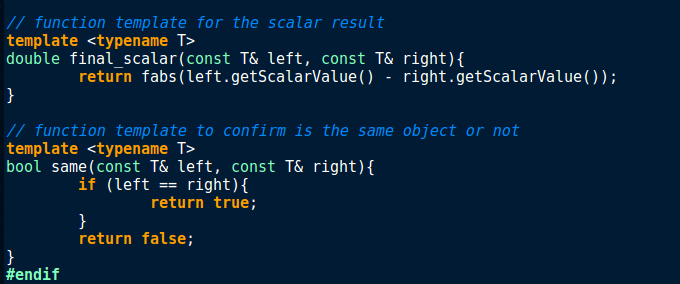 // function template for the scalar result
template <typename T>
double final_scalar(const T& left, const T& right){
        return fabs(left.getScalarValue() - right.getScalarValue());
}

// function template to confirm is the same object or not
template <typename T>
bool same(const T& left, const T& right){
        if (left == right){
                return true;
        }
        return false;
}
#endif